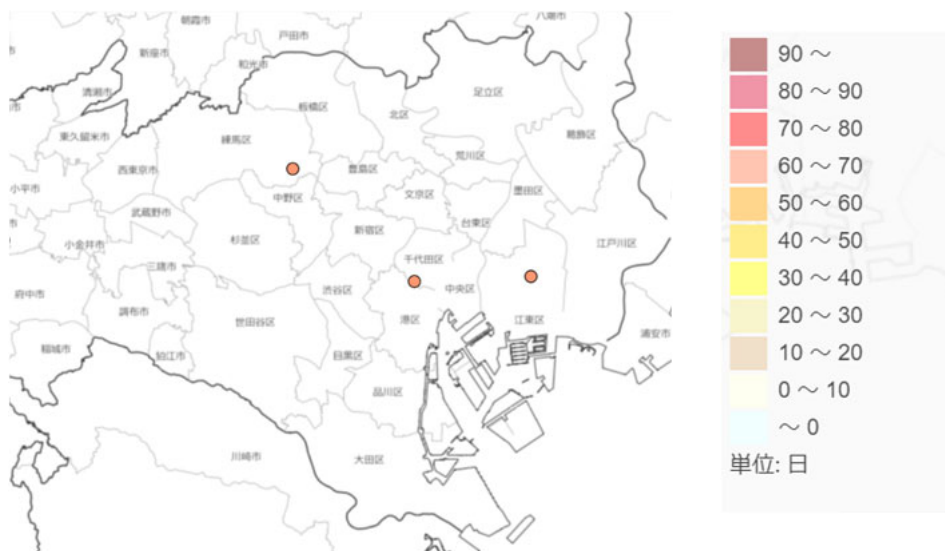 朝霞市
戸田市
八潮市
新座市
和光市
清瀬市
板橋区
足立区
北区
東久留米市
練馬区
葛飾区
西東京市
豊島区
荒川区
小平市
中野区
文京区
墨田区
武蔵野市
台東区
新宿区
小金井市
杉並区
江戸川区
三鷹市
千代田区
府中市
渋谷区
中央区
調布市
世田谷区
港区
江東区
浦安市
稲城市
狛江市
目黒区
品川区
川崎市
大田区
90 ～
80 ～ 90
70 ～ 80
60 ～ 70
50 ～ 60
40 ～ 50
30 ～ 40
20 ～ 30
10 ～ 20
0 ～ 10
～ 0
単位: 日